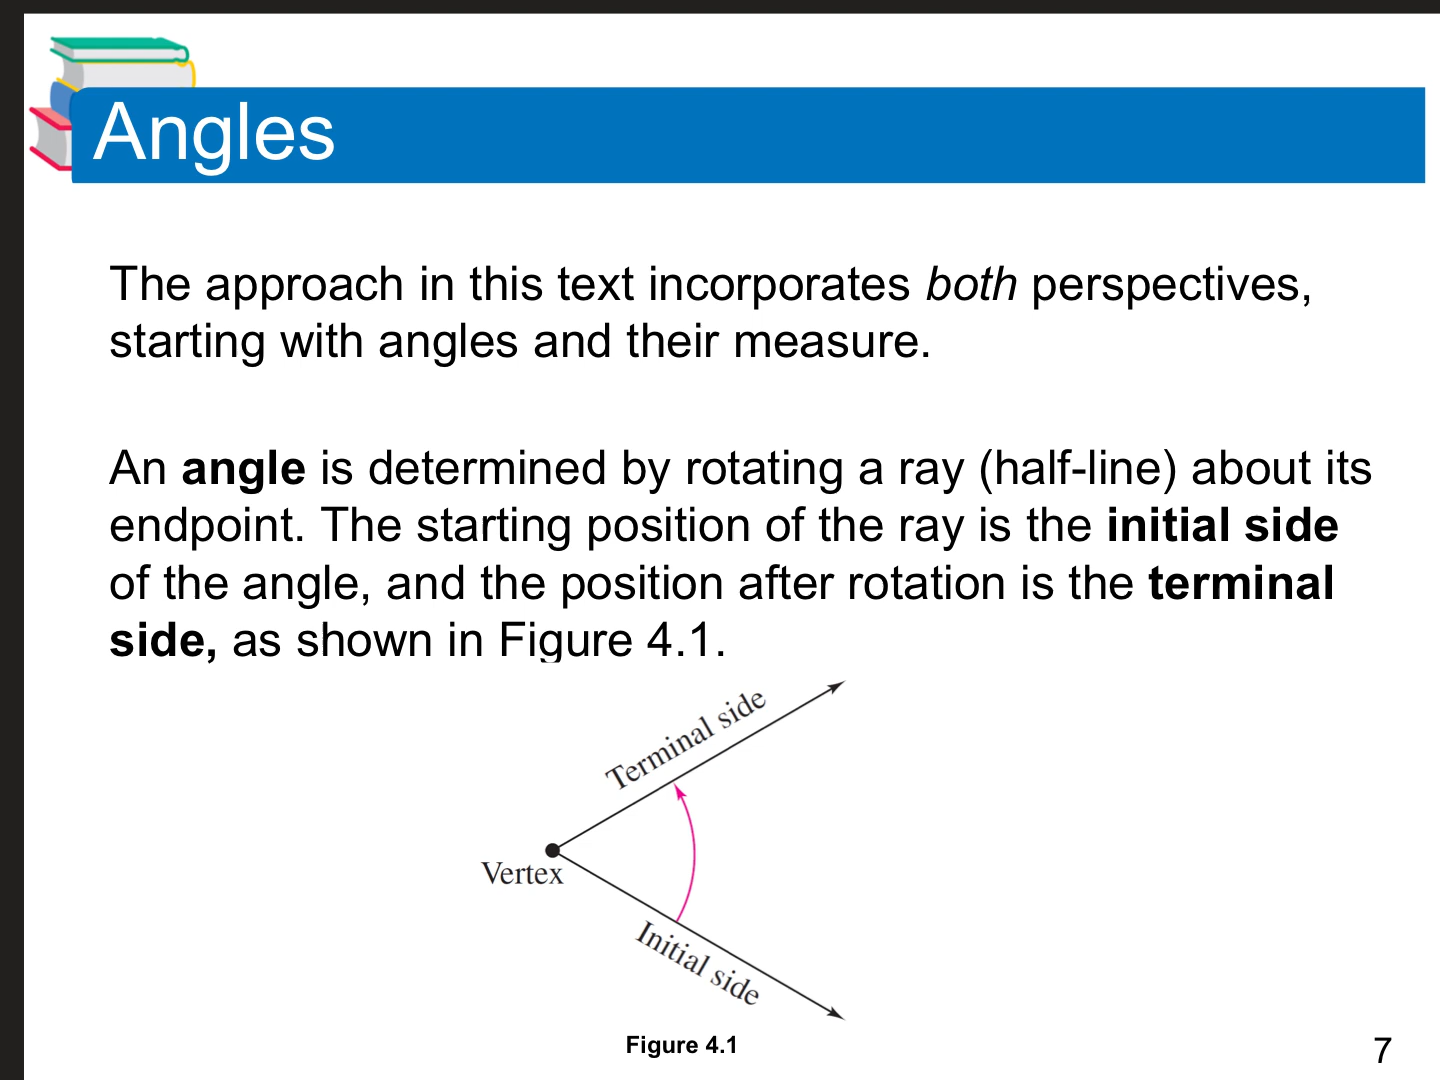 Angles
The approach in this text incorporates both perspectives,
starting with angles and their measure.
An angle is determined by rotating a ray (half-line) about its
endpoint. The starting position of the ray is the initial side
of the angle, and the position after rotation is the terminal
side, as shown in Figure 4.1.
Terminal side
Vertex
Initial side
Figure 4.1
7